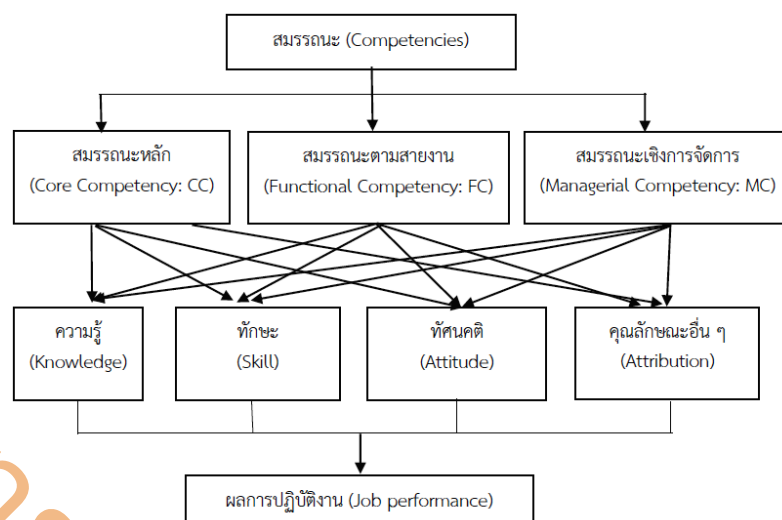 สมรรถนะ (Competencies)
สมรรถนะหลัก
(Core Competency: CC)
สมรรถนะตามสายงาน
(Functional Competency: FC)
สมรรถนะเชิงการจัดการ
(Managerial Competency: MC)
ความรู้
(Knowledge)
ทักษะ
(Skill)
ทัศนคติ
(Attitude)
คุณลักษณะอื่น ๆ
(Attribution)
ผลการปฏิบัติงาน (Job performance)